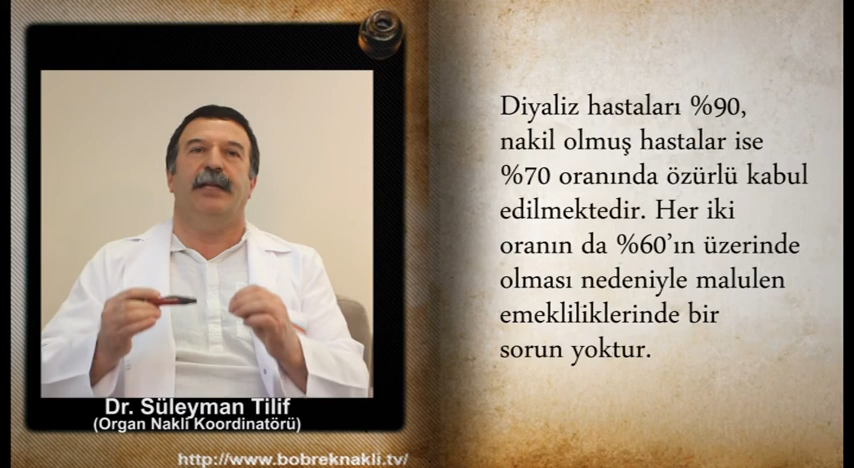 Diyaliz hastaları %90,
nakil olmuş hastalar ise
%70 oranında özürlü kabul
edilmektedir. Her iki
oranın da %60’ın üzerinde
olması nedeniyle malulen
emekliliklerinde bir
sorun yoktur.
Dr. Süleyman Tilif
(Organ Nakli Koordinatörü)
http://www.bobreknakli.tv/